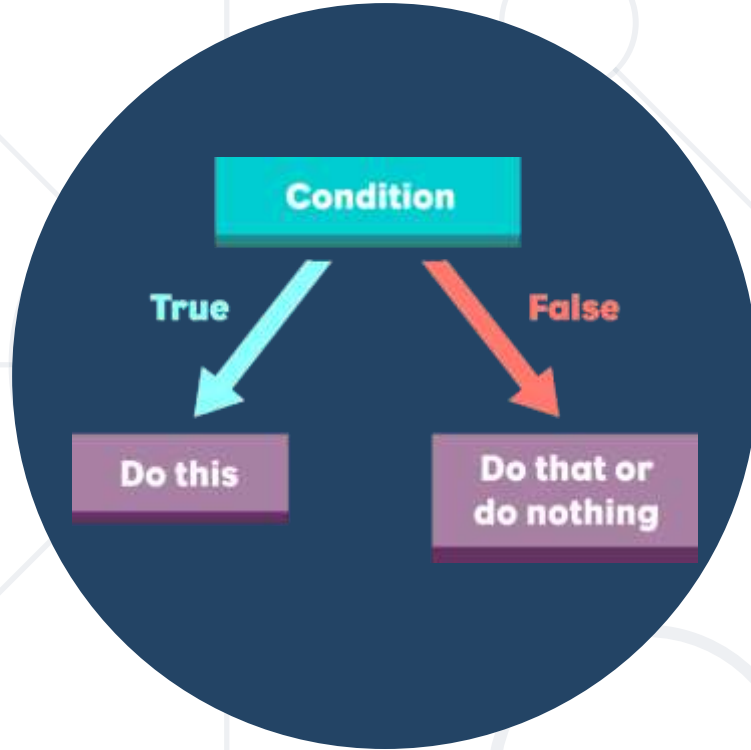 Condition
True
False
Do this
Do that or
do nothing